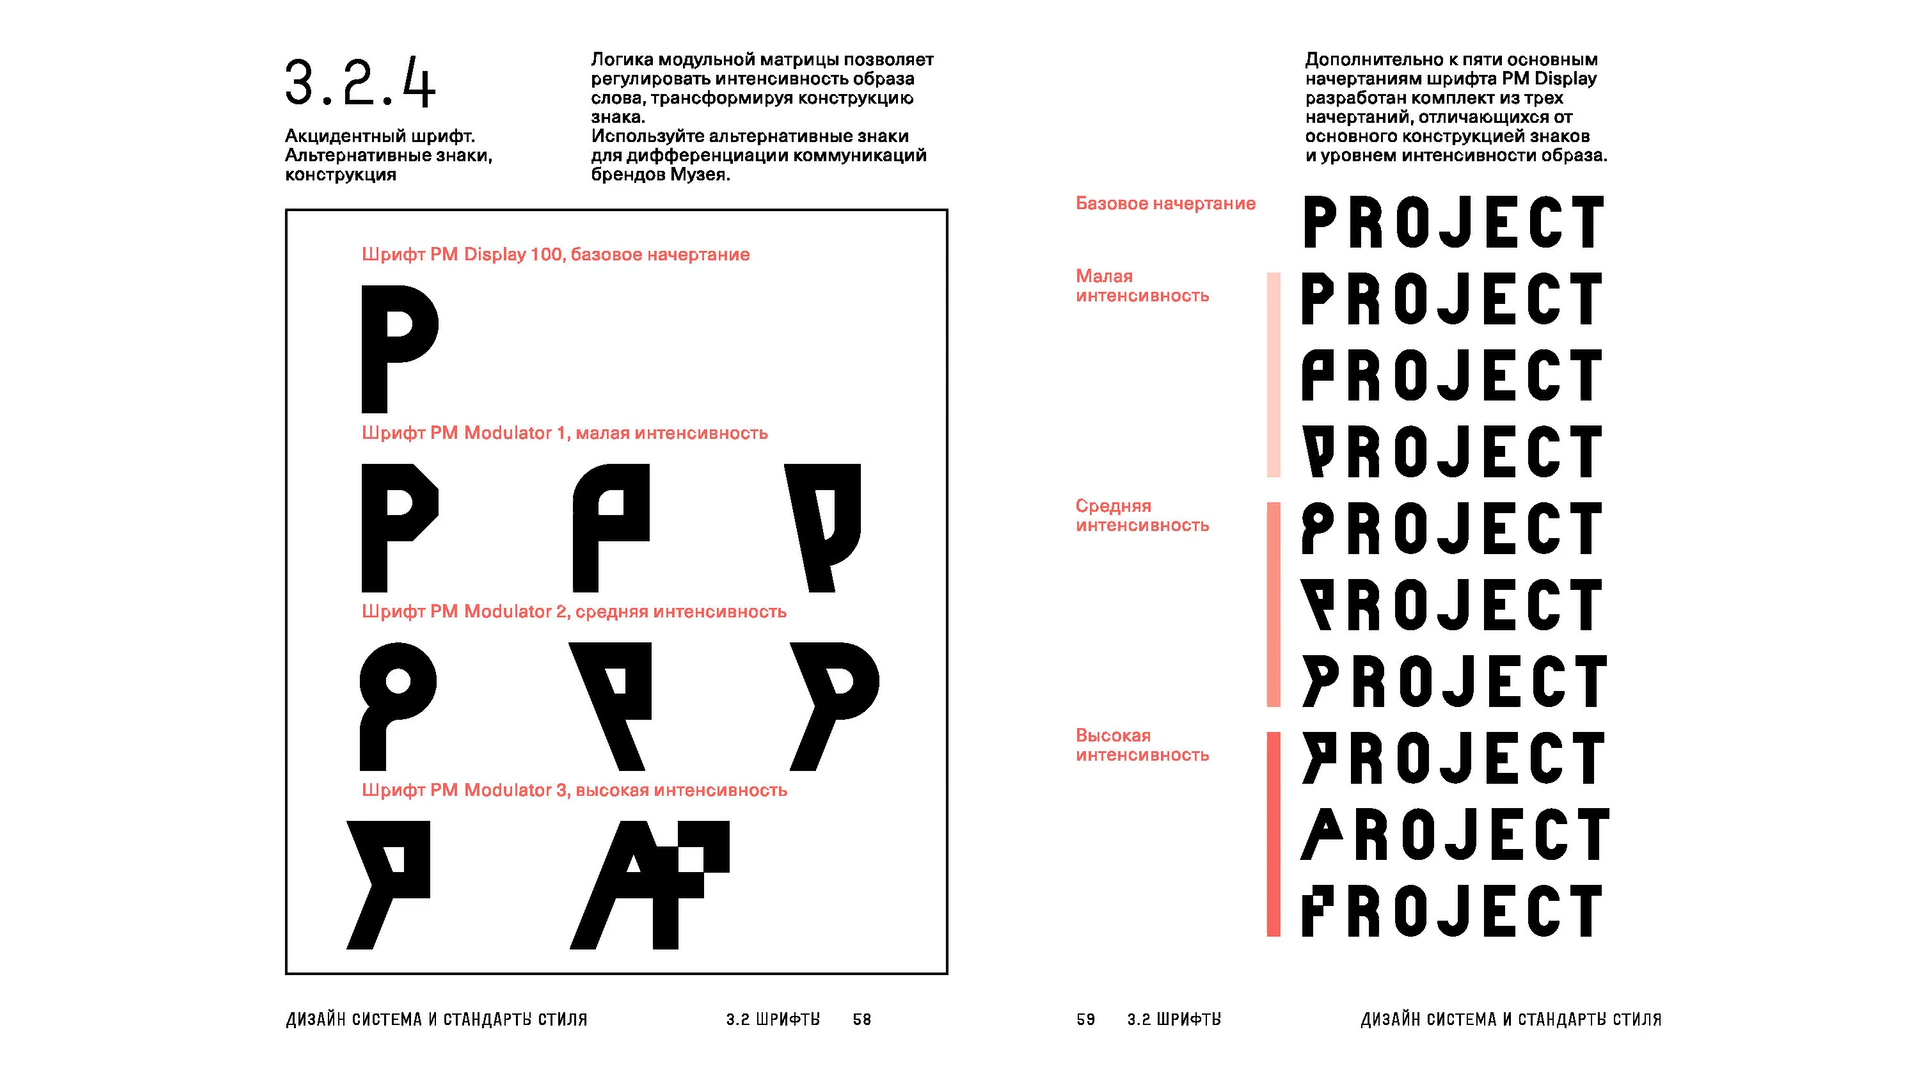 3.2.4
Акцидентный шрифт.
Альтернативные знаки,
конструкция
Логика модульной матрицы позволяет
регулировать интенсивность образа
слова, трансформируя конструкцию
знака.
Используйте альтернативные знаки
для дифференциации коммуникаций
брендов Музея.
Шрифт PM Display 100, базовое начертание
P
Шрифт PM Modulator 1, малая интенсивность
P P P
Шрифт PM Modulator 2, средняя интенсивность
P P P
Шрифт PM Modulator 3, высокая интенсивность
P P P
ДИЗАЙН СИСТЕМА И СТАНДАРТЫ СТИЛЯ
3.2 ШРИФТЫ
58
Дополнительно к пяти основным
начертаниям шрифта PM Display
разработан комплект из трех
начертаний, отличающихся от
основного конструкцией знаков
и уровнем интенсивности образа.
Базовое начертание
PROJECT
Малая
интенсивность
PROJECT
PROJECT
PROJECT
Средняя
интенсивность
PROJECT
PROJECT
PROJECT
Высокая
интенсивность
PROJECT
PROJECT
PROJECT
59
3.2 ШРИФТЫ
ДИЗАЙН СИСТЕМА И СТАНДАРТЫ СТИЛЯ